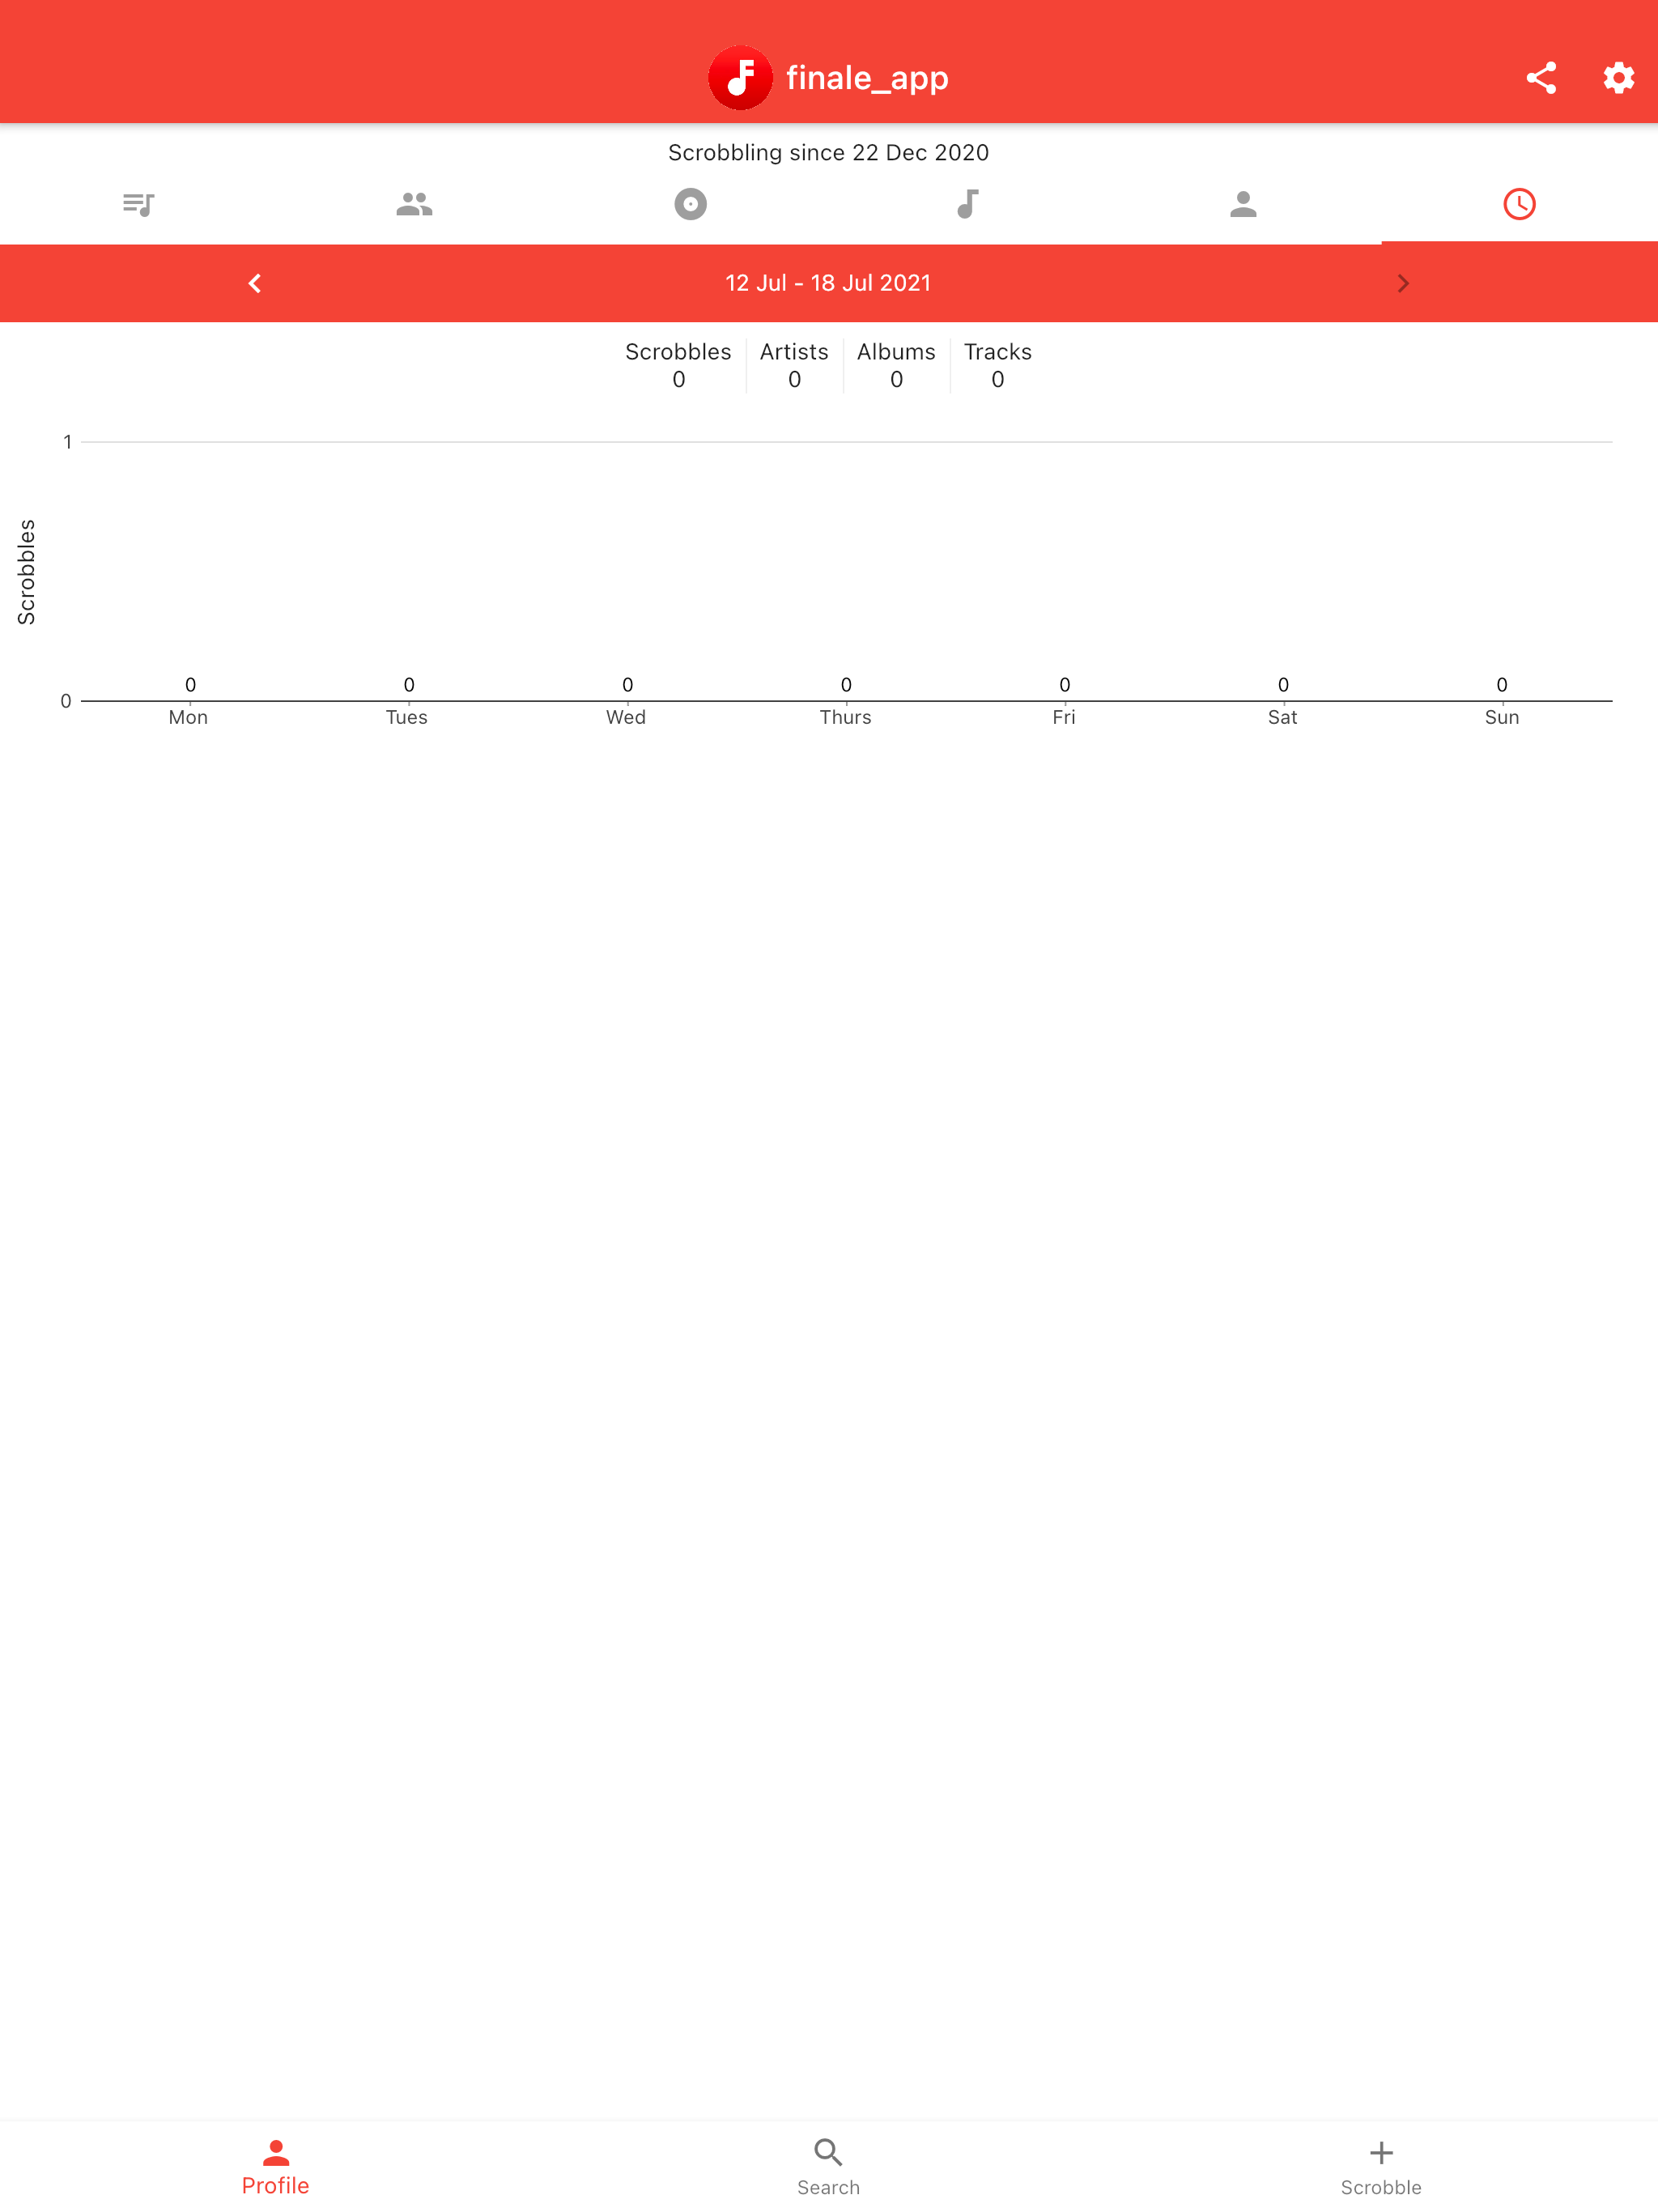 finale_app
Scrobbling since 22 Dec 2020
12 Jul - 18 Jul 2021
Scrobbles Artists Albums Tracks
0 0 0 0
1
Scrobbles
0 0 0 0 0 0 0
0
Mon Tues Wed Thurs Fri Sat Sun
Profile Search Scrobble